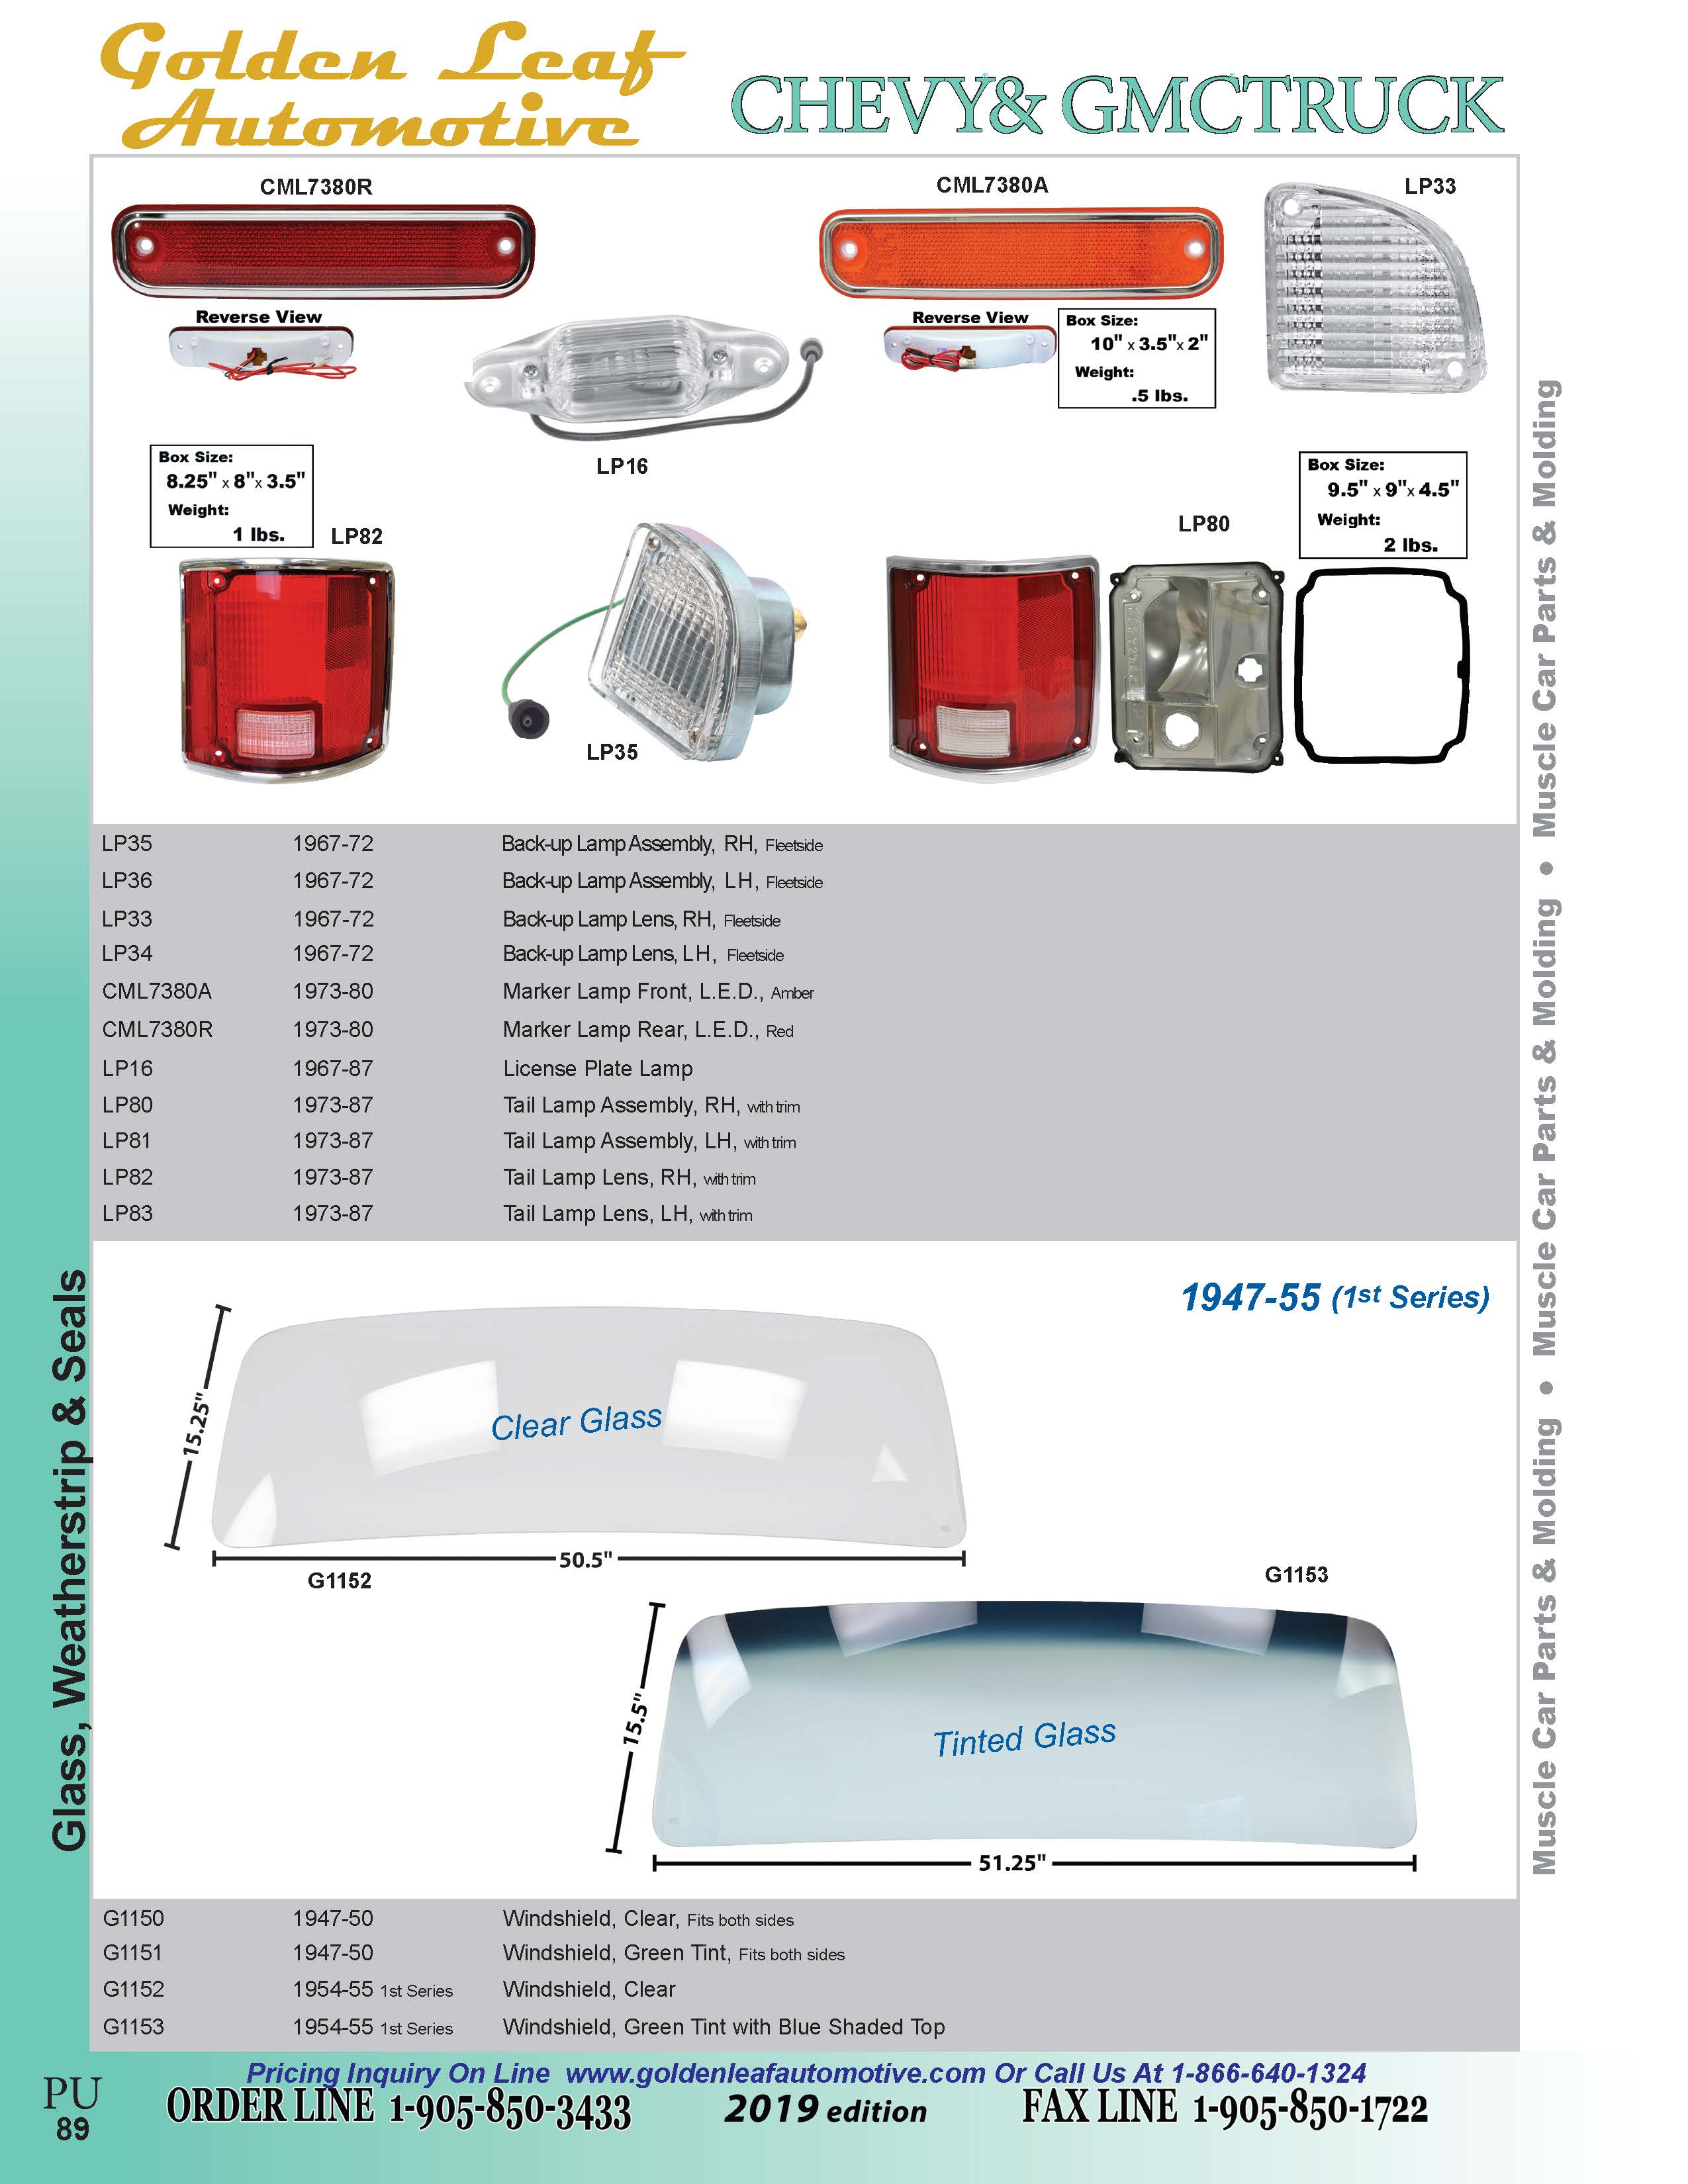 Golden Leaf
Automotive
CHEVY& GMCTRUCK
CML7380R
CML7380A
LP33
Reverse View
Reverse View
Box Size:
10" x 3.5"x 2"
Weight:
.5 lbs.
LP16
Box Size:
8.25" x 8"x 3.5"
Weight:
1 lbs.
LP82
LP35
LP80
Box Size:
9.5" x 9"x 4.5"
Weight:
2 lbs.
LP35 1967-72 Back-up Lamp Assembly, RH, Fleetside
LP36 1967-72 Back-up Lamp Assembly, LH, Fleetside
LP33 1967-72 Back-up Lamp Lens, RH, Fleetside
LP34 1967-72 Back-up Lamp Lens, LH, Fleetside
CML7380A 1973-80 Marker Lamp Front, L.E.D., Amber
CML7380R 1973-80 Marker Lamp Rear, L.E.D., Red
LP16 1967-87 License Plate Lamp
LP80 1973-87 Tail Lamp Assembly, RH, with trim
LP81 1973-87 Tail Lamp Assembly, LH, with trim
LP82 1973-87 Tail Lamp Lens, RH, with trim
LP83 1973-87 Tail Lamp Lens, LH, with trim
1947-55 (1st Series)
15.25"
Clear Glass
50.5"
G1152
G1153
15.5"
Tinted Glass
51.25"
G1150 1947-50 Windshield, Clear, Fits both sides
G1151 1947-50 Windshield, Green Tint, Fits both sides
G1152 1954-55 1st Series Windshield, Clear
G1153 1954-55 1st Series Windshield, Green Tint with Blue Shaded Top
Glass, Weatherstrip & Seals
Muscle Car Parts & Molding • Muscle Car Parts & Molding • Muscle Car Parts & Molding
Pricing Inquiry On Line www.goldenleafautomotive.com Or Call Us At 1-866-640-1324
PU
89
ORDER LINE 1-905-850-3433
2019 edition
FAX LINE 1-905-850-1722